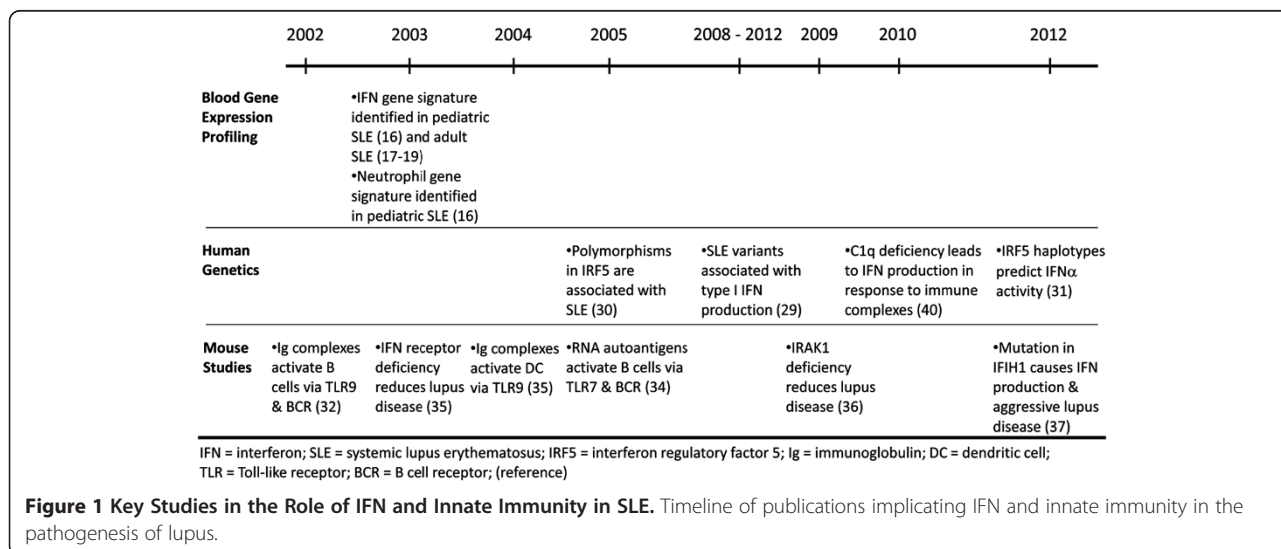 2002 2003 2004 2005 2008 - 2012 2009 2010 2012
Blood Gene
Expression
Profiling
•IFN gene signature
identified in pediatric
SLE (16) and adult
SLE (17-19)
•Neutrophil gene
signature identified
in pediatric SLE (16)
Human
Genetics
•Polymorphisms
in IRF5 are
associated with
SLE (30)
•SLE variants
associated with
type I IFN
production (29)
•C1q deficiency leads
to IFN production in
response to immune
complexes (40)
•IRF5 haplotypes
predict IFNα
activity (31)
Mouse
Studies
•Ig complexes
activate B
cells via TLR9
& BCR (32)
•IFN receptor
deficiency
reduces lupus
disease (35)
•Ig complexes
activate DC
via TLR9 (35)
•RNA autoantigens
activate B cells via
TLR7 & BCR (34)
•IRAK1
deficiency
reduces lupus
disease (36)
•Mutation in
IFIH1 causes IFN
production &
aggressive lupus
disease (37)
IFN = interferon; SLE = systemic lupus erythematosus; IRF5 = interferon regulatory factor 5; Ig = immunoglobulin; DC = dendritic cell;
TLR = Toll-like receptor; BCR = B cell receptor; (reference)
Figure 1 Key Studies in the Role of IFN and Innate Immunity in SLE. Timeline of publications implicating IFN and innate immunity in the
pathogenesis of lupus.